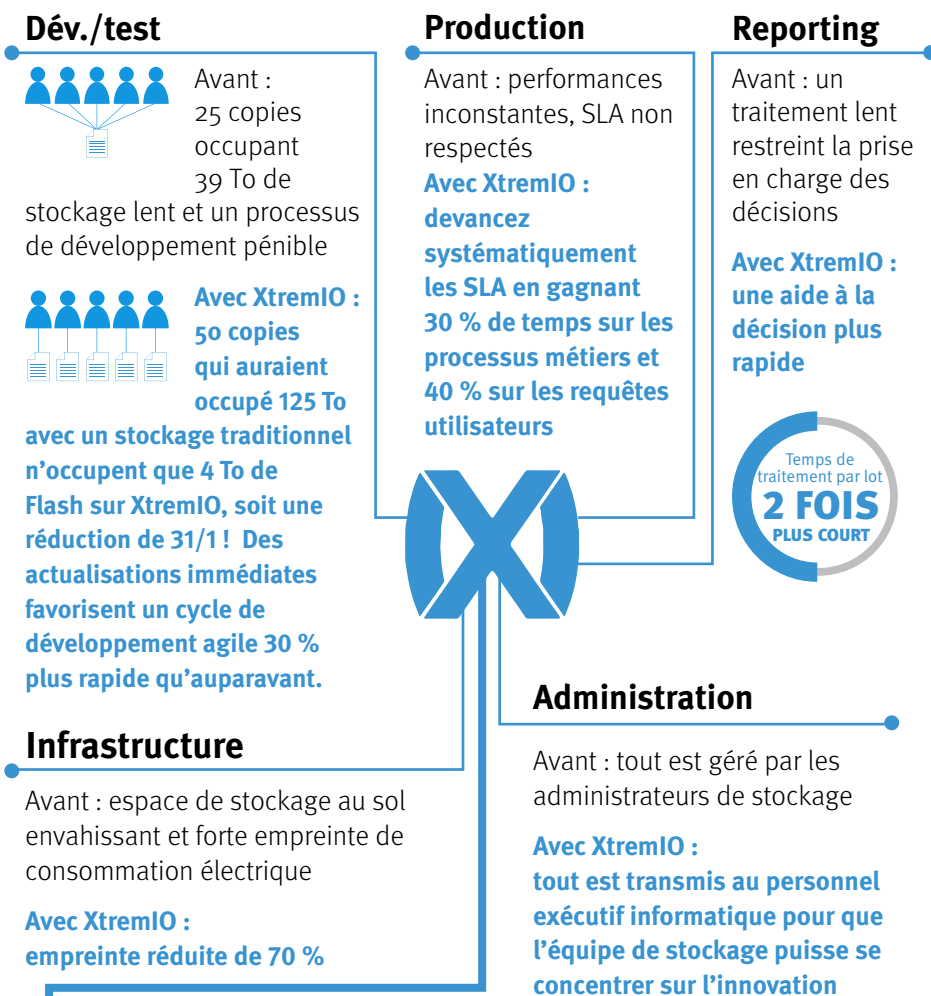 Dév./test
Avant :
25 copies
occupant
39 To de
stockage lent et un processus
de développement pénible
Avec XtremIO :
50 copies
qui auraient
occupé 125 To
avec un stockage traditionnel
n’occupent que 4 To de
Flash sur XtremIO, soit une
réduction de 31/1 ! Des
actualisations immédiates
favorisent un cycle de
développement agile 30 %
plus rapide qu’auparavant.
Production
Avant : performances
inconstantes, SLA non
respectés
Avec XtremIO :
devancez
systématiquement
les SLA en gagnant
30 % de temps sur les
processus métiers et
40 % sur les requêtes
utilisateurs
Reporting
Avant : un
traitement lent
restreint la prise
en charge des
décisions
Avec XtremIO :
une aide à la
décision plus
rapide
Temps de
traitement par lot
2 FOIS
PLUS COURT
Infrastructure
Avant : espace de stockage au sol
envahissant et forte empreinte de
consommation électrique
Avec XtremIO :
empreinte réduite de 70 %
Administration
Avant : tout est géré par les
administrateurs de stockage
Avec XtremIO :
tout est transmis au personnel
exécutif informatique pour que
l’équipe de stockage puisse se
concentrer sur l’innovation